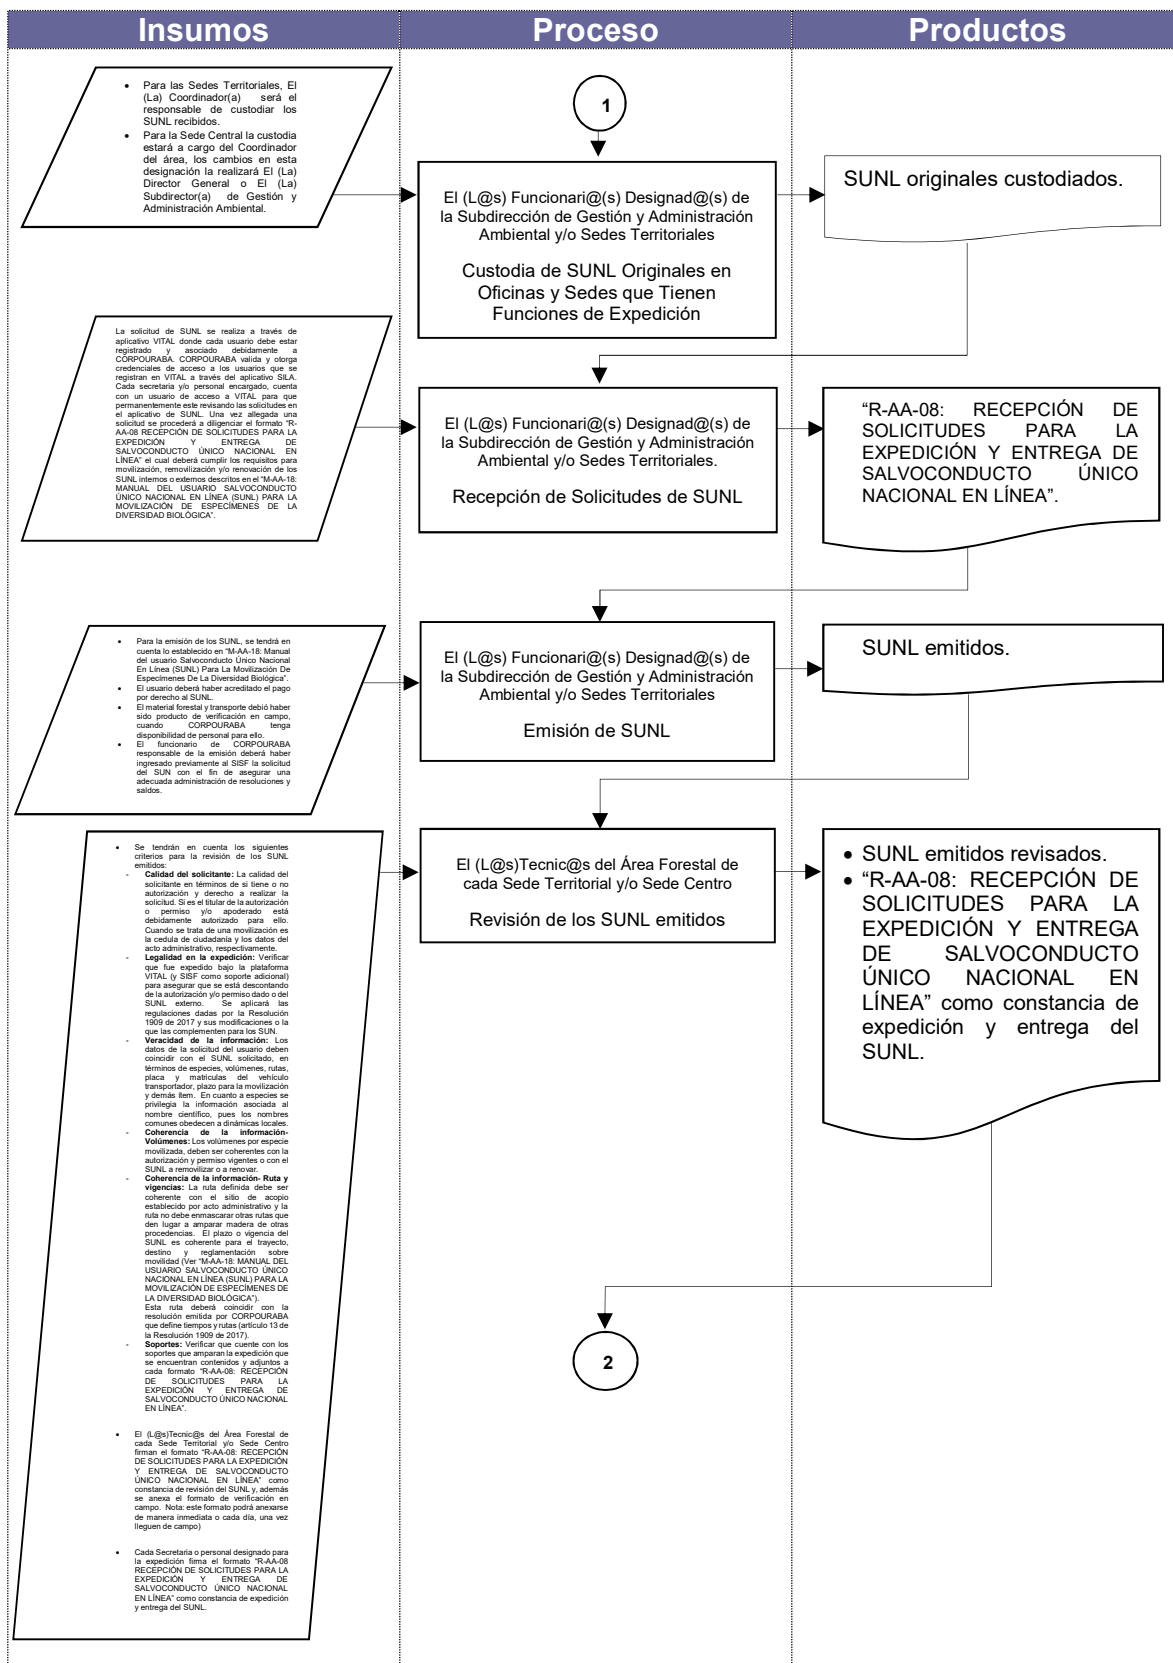 Insumos
Proceso
Productos
• Para las Sedes Territoriales, El
(La) Coordinador(a) será el
responsable de custodiar los
SUNL recibidos.
• Para la Sede Central la custodia
estará a cargo del Coordinador
del área, los cambios en esta
designación la realizará El (La)
Director General o El (La)
Subdirector(a) de Gestión y
Administración Ambiental.
1
El (L@s) Funcionari@(s) Designad@(s) de
la Subdirección de Gestión y Administración
Ambiental y/o Sedes Territoriales
Custodia de SUNL Originales en
Oficinas y Sedes que Tienen
Funciones de Expedición
SUNL originales custodiados.
La solicitud de SUNL se realiza a través de
aplicativo VITAL donde cada usuario debe estar
registrado y asociado debidamente a
CORPOURABA. CORPOURABA valida y otorga
credenciales de acceso a los usuarios que se
registran en VITAL a través del aplicativo SILA.
Cada secretaria y/o personal encargado, cuenta
con un usuario de acceso a VITAL para que
permanentemente este revisando las solicitudes en
el aplicativo de SUNL. Una vez allegada una
solicitud se procederá a diligenciar el formato "R-
AA-08 RECEPCIÓN DE SOLICITUDES PARA LA
EXPEDICIÓN Y ENTREGA DE
SALVOCONDUCTO ÚNICO NACIONAL EN
LÍNEA" el cual deberá cumplir los requisitos para
movilización, removilización y/o renovación de los
SUNL internos o externos descritos en el "M-AA-18:
MANUAL DEL USUARIO SALVOCONDUCTO
ÚNICO NACIONAL EN LÍNEA (SUNL) PARA LA
MOVILIZACIÓN DE ESPECÍMENES DE LA
DIVERSIDAD BIOLÓGICA".
El (L@s) Funcionari@(s) Designad@(s) de
la Subdirección de Gestión y Administración
Ambiental y/o Sedes Territoriales.
Recepción de Solicitudes de SUNL
“R-AA-08: RECEPCIÓN DE
SOLICITUDES PARA LA
EXPEDICIÓN Y ENTREGA DE
SALVOCONDUCTO ÚNICO
NACIONAL EN LÍNEA”.
• Para la emisión de los SUNL, se tendrá en
cuenta lo establecido en "M-AA-18: Manual
del usuario Salvoconducto Único Nacional
En Línea (SUNL) Para La Movilización De
Especímenes De La Diversidad Biológica".
• El usuario deberá haber acreditado el pago
por derecho al SUNL.
• El material forestal y transporte debió haber
sido producto de verificación en campo,
cuando CORPOURABA tenga
disponibilidad de personal para ello.
• El funcionario de CORPOURABA
responsable de la emisión deberá haber
ingresado previamente al SISF la solicitud
del SUN con el fin de asegurar una
adecuada administración de resoluciones y
saldos.
El (L@s) Funcionari@(s) Designad@(s) de
la Subdirección de Gestión y Administración
Ambiental y/o Sedes Territoriales
Emisión de SUNL
SUNL emitidos.
• Se tendrán en cuenta los siguientes
criterios para la revisión de los SUNL
emitidos:
- Calidad del solicitante: La calidad del
solicitante en términos de si tiene o no
autorización y derecho a realizar la
solicitud. Si es el titular de la autorización
o permiso y/o apoderado está
debidamente autorizado para ello.
Cuando se trata de una movilización es
la cedula de ciudadanía y los datos del
acto administrativo, respectivamente.
- Legalidad en la expedición: Verificar
que fue expedido bajo la plataforma
VITAL (y SISF como soporte adicional)
para asegurar que se está descontando
de la autorización y/o permiso dado o del
SUNL externo. Se aplicará las
regulaciones dadas por la Resolución
1909 de 2017 y sus modificaciones o la
que las complementen para los SUN.
- Veracidad de la información: Los
datos de la solicitud del usuario deben
coincidir con el SUNL solicitado, en
términos de especies, volúmenes, rutas,
placa y matriculas del vehículo
transportador, plazo para la movilización
y demás ítem. En cuanto a especies se
privilegia la información asociada al
nombre científico, pues los nombres
comunes obedecen a dinámicas locales.
- Coherencia de la información-
Volúmenes: Los volúmenes por especie
movilizada, deben ser coherentes con la
autorización y permiso vigentes o con el
SUNL a removilizar o a renovar.
- Coherencia de la información- Ruta y
vigencias: La ruta definida debe ser
coherente con el sitio de acopio
establecido por acto administrativo y la
ruta no debe enmascarar otras rutas que
den lugar a amparar madera de otras
procedencias. El plazo o vigencia del
SUNL es coherente para el trayecto,
destino y reglamentación sobre
movilidad (Ver "M-AA-18: MANUAL DEL
USUARIO SALVOCONDUCTO ÚNICO
NACIONAL EN LÍNEA (SUNL) PARA LA
MOVILIZACIÓN DE ESPECÍMENES DE
LA DIVERSIDAD BIOLÓGICA").
Esta ruta deberá coincidir con la
resolución emitida por CORPOURABA
que define tiempos y rutas (artículo 13 de
la Resolución 1909 de 2017).
- Soportes: Verificar que cuente con los
soportes que amparan la expedición que
se encuentran contenidos y adjuntos a
cada formato "R-AA-08: RECEPCIÓN
DE SOLICITUDES PARA LA
EXPEDICIÓN Y ENTREGA DE
SALVOCONDUCTO ÚNICO NACIONAL
EN LÍNEA".
• El (L@s)Tecnic@s del Área Forestal de
cada Sede Territorial y/o Sede Centro
firman el formato "R-AA-08: RECEPCIÓN
DE SOLICITUDES PARA LA EXPEDICIÓN
Y ENTREGA DE SALVOCONDUCTO
ÚNICO NACIONAL EN LÍNEA" como
constancia de revisión del SUNL y, además
se anexa el formato de verificación en
campo. Nota: este formato podrá anexarse
de manera inmediata o cada día, una vez
lleguen de campo)
• Cada Secretaria o personal designado para
la expedición firma el formato "R-AA-08
RECEPCIÓN DE SOLICITUDES PARA LA
EXPEDICIÓN Y ENTREGA DE
SALVOCONDUCTO ÚNICO NACIONAL
EN LÍNEA" como constancia de expedición
y entrega del SUNL.
El (L@s)Tecnic@s del Área Forestal de
cada Sede Territorial y/o Sede Centro
Revisión de los SUNL emitidos
• SUNL emitidos revisados.
• “R-AA-08: RECEPCIÓN DE
SOLICITUDES PARA LA
EXPEDICIÓN Y ENTREGA
DE SALVOCONDUCTO
ÚNICO NACIONAL EN
LÍNEA” como constancia de
expedición y entrega del
SUNL.
2